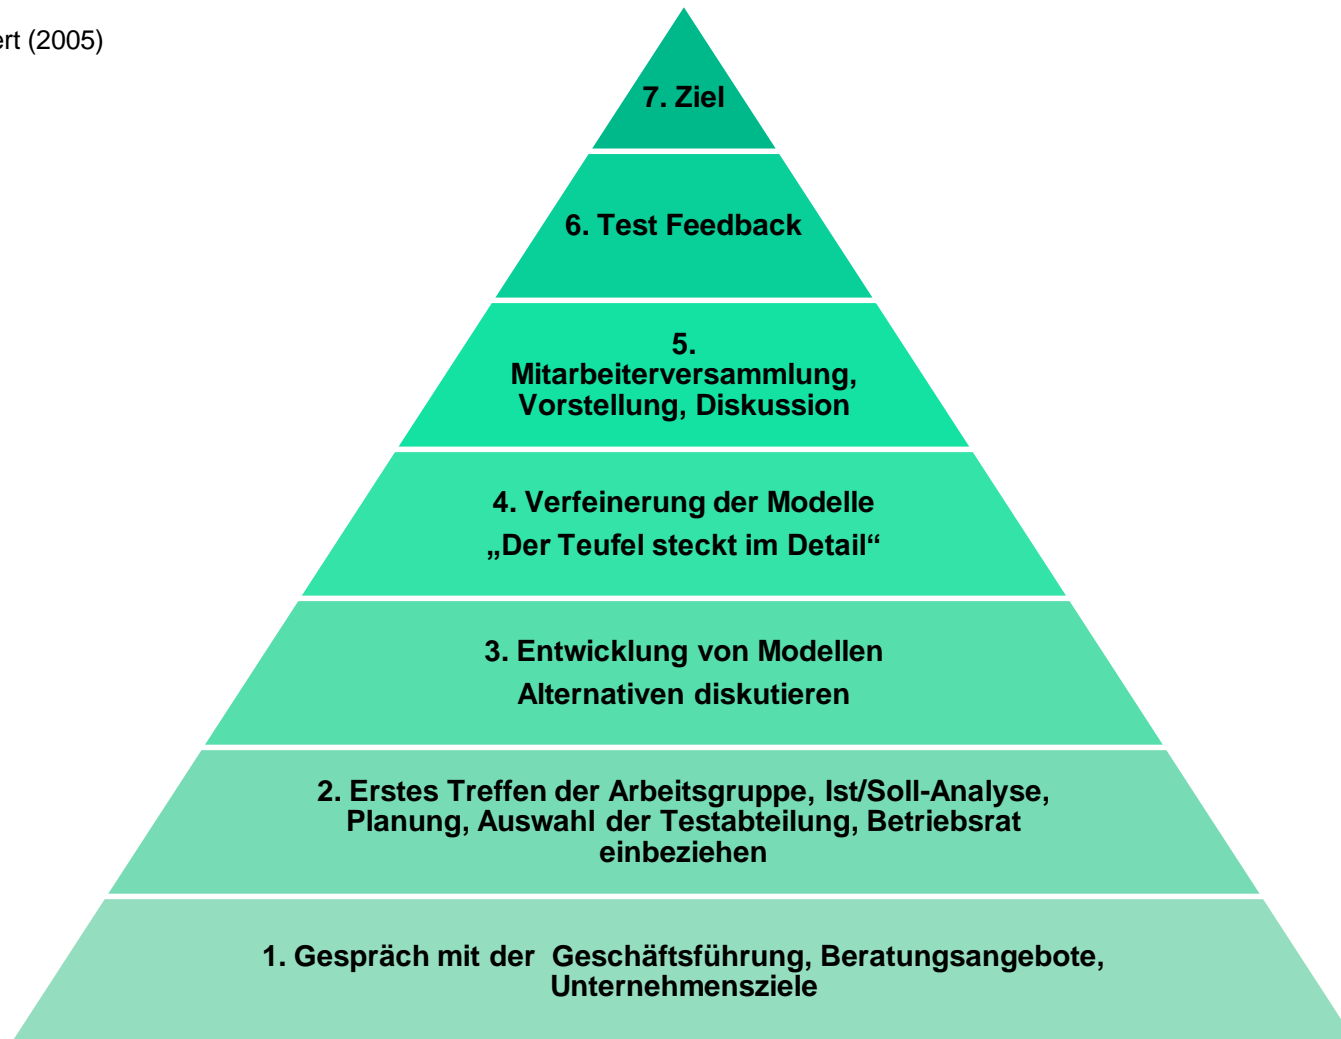 (2005)
7. Ziel
6. Test Feedback
5.
Mitarbeiterversammlung,
Vorstellung, Diskussion
4. Verfeinerung der Modelle
„Der Teufel steckt im Detail“
3. Entwicklung von Modellen
Alternativen diskutieren
2. Erstes Treffen der Arbeitsgruppe, Ist/Soll-Analyse,
Planung, Auswahl der Testabteilung, Betriebsrat
einbeziehen
1. Gespräch mit der Geschäftsführung, Beratungsangebote,
Unternehmensziele